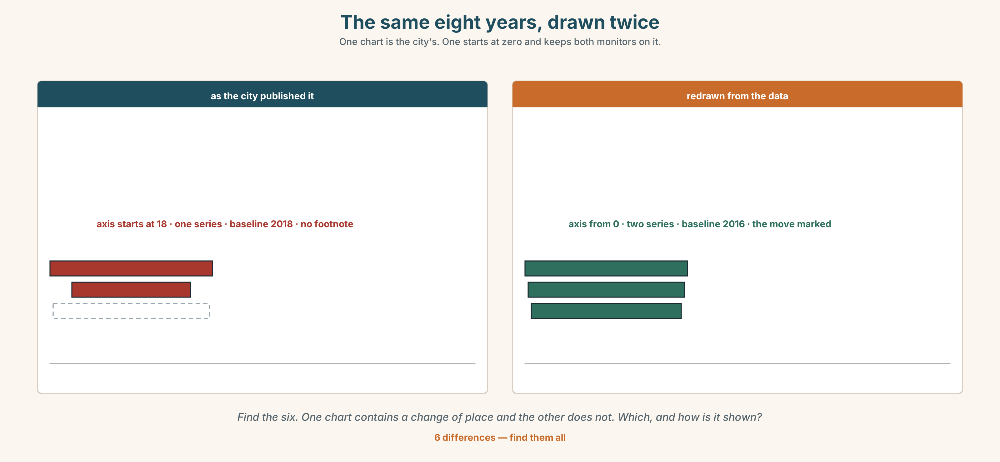 The same eight years, drawn twice
One chart is the city's. One starts at zero and keeps both monitors on it.
as the city published it
axis starts at 18 · one series · baseline 2018 · no footnote
redrawn from the data
axis from 0 · two series · baseline 2016 · the move marked
Find the six. One chart contains a change of place and the other does not. Which, and how is it shown?
6 differences — find them all